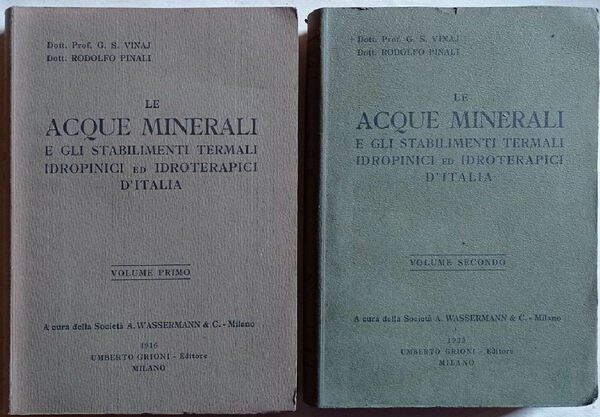 Dott. Prof. G. S. VINAJ
Dott. RODOLFO PINALI
LE
ACQUE MINERALI
E GLI STABILIMENTI TERMALI
IDROPINICI ED IDROTERAPICI
D'ITALIA
VOLUME PRIMO
A cura della Società A. WASSERMANN & C. - Milano
1916
UMBERTO GRIONI - Editore
MILANO
Dott. Prof. G. S. VINAJ
Dott. RODOLFO PINALI
LE
ACQUE MINERALI
E GLI STABILIMENTI TERMALI
IDROPINICI ED IDROTERAPICI
D'ITALIA
VOLUME SECONDO
A cura della Società A. WASSERMANN & C. - Milano
UMBERTO GRIONI - Editore
MILANO